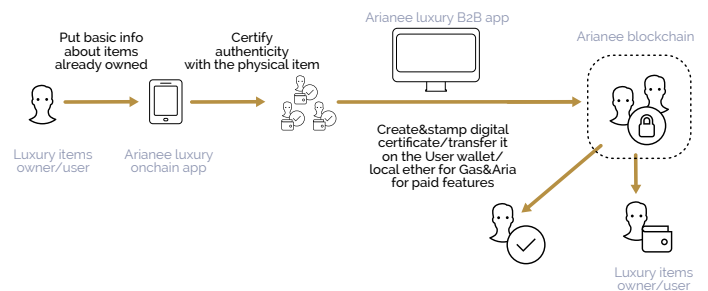 Put basic info
about items
already owned
Luxury items
owner/user
Arianee luxury
onchain app
Certify
authenticity
with the physical item
Arianee luxury B2B app
Create&stamp digital
certificate/transfer it
on the User wallet/
local ether for Gas&Aria
for paid features
Arianee blockchain
Luxury items
owner/user